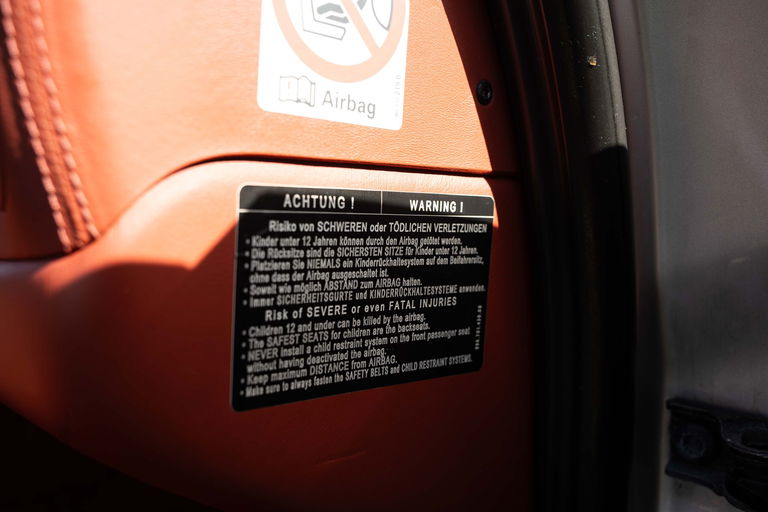 Airbag
ACHTUNG ! WARNING !
Risiko von SCHWEREN oder TÖDLICHEN VERLETZUNGEN
• Kinder unter 12 Jahren können durch den Airbag getötet werden.
• Die Rücksitze sind die SICHERSTEN SITZE für Kinder unter 12 Jahren.
• Platzieren Sie NIEMALS ein Kinderrückhaltesystem auf dem Beifahrersitz,
ohne dass der Airbag ausgeschaltet ist.
• Soweit wie möglich ABSTAND zum AIRBAG halten.
• Immer SICHERHEITSGURTE und KINDERRÜCKHALTESYSTEME anwenden.
Risk of SEVERE or even FATAL INJURIES
• Children 12 and under can be killed by the airbag.
• The SAFEST SEATS for children are the backseats.
• NEVER install a child restraint system on the front passenger seat
without having deactivated the airbag.
• Keep maximum DISTANCE from AIRBAG.
• Make sure to always fasten the SAFETY BELTS and CHILD RESTRAINT SYSTEMS.